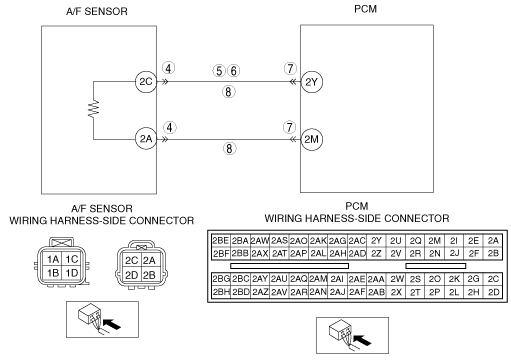 A/F SENSOR
PCM
4
5 6
7
2C
2Y
8
4
7
2A
2M
8
A/F SENSOR
WIRING HARNESS-SIDE CONNECTOR
PCM
WIRING HARNESS-SIDE CONNECTOR
1A 1C
1B 1D
2C 2A
2D 2B
2BE 2BA 2AW 2AS 2AO 2AK 2AG 2AC 2Y 2U 2Q 2M 2I 2E 2A
2BF 2BB 2AX 2AT 2AP 2AL 2AH 2AD 2Z 2V 2R 2N 2J 2F 2B
2BG 2BC 2AY 2AU 2AQ 2AM 2AI 2AE 2AA 2W 2S 2O 2K 2G 2C
2BH 2BD 2AZ 2AV 2AR 2AN 2AJ 2AF 2AB 2X 2T 2P 2L 2H 2D